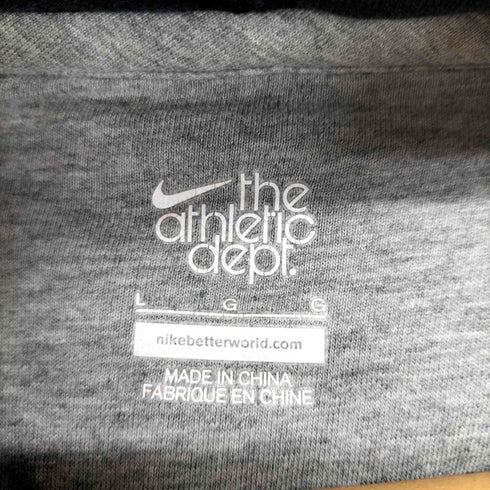 the
athletic
dept.
L G G
nikebetterworld.com
MADE IN CHINA
FABRIQUE EN CHINE